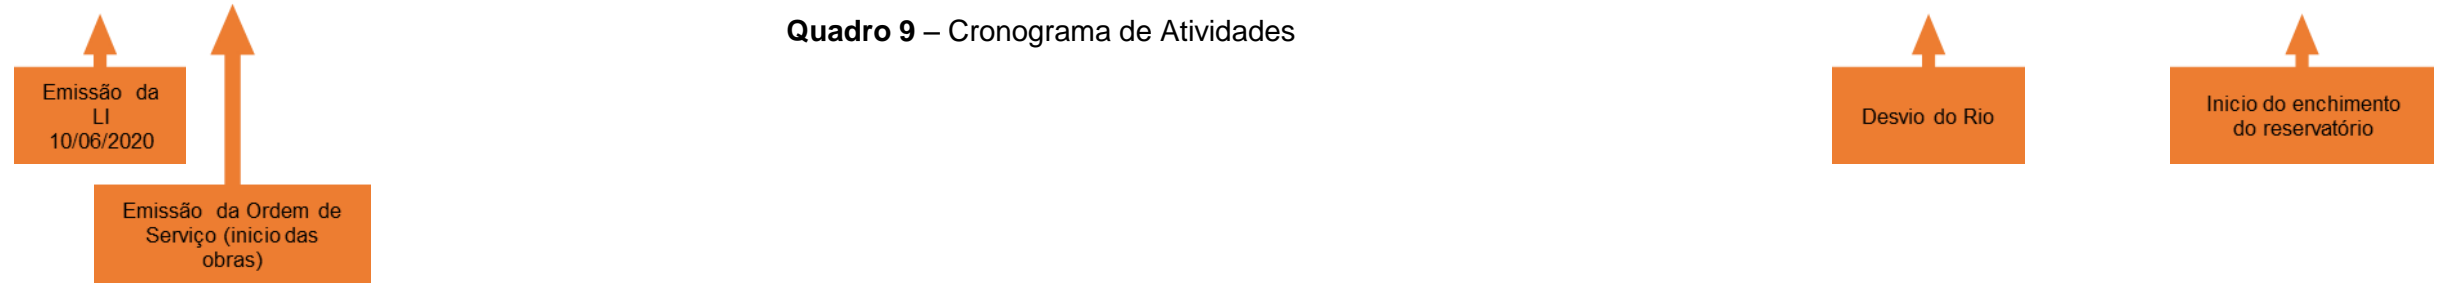 Quadro 9 – Cronograma de Atividades
Emissão da
LI
10/06/2020
Emissão da Ordem de
Serviço (inicio das
obras)
Desvio do Rio
Inicio do enchimento
do reservatório